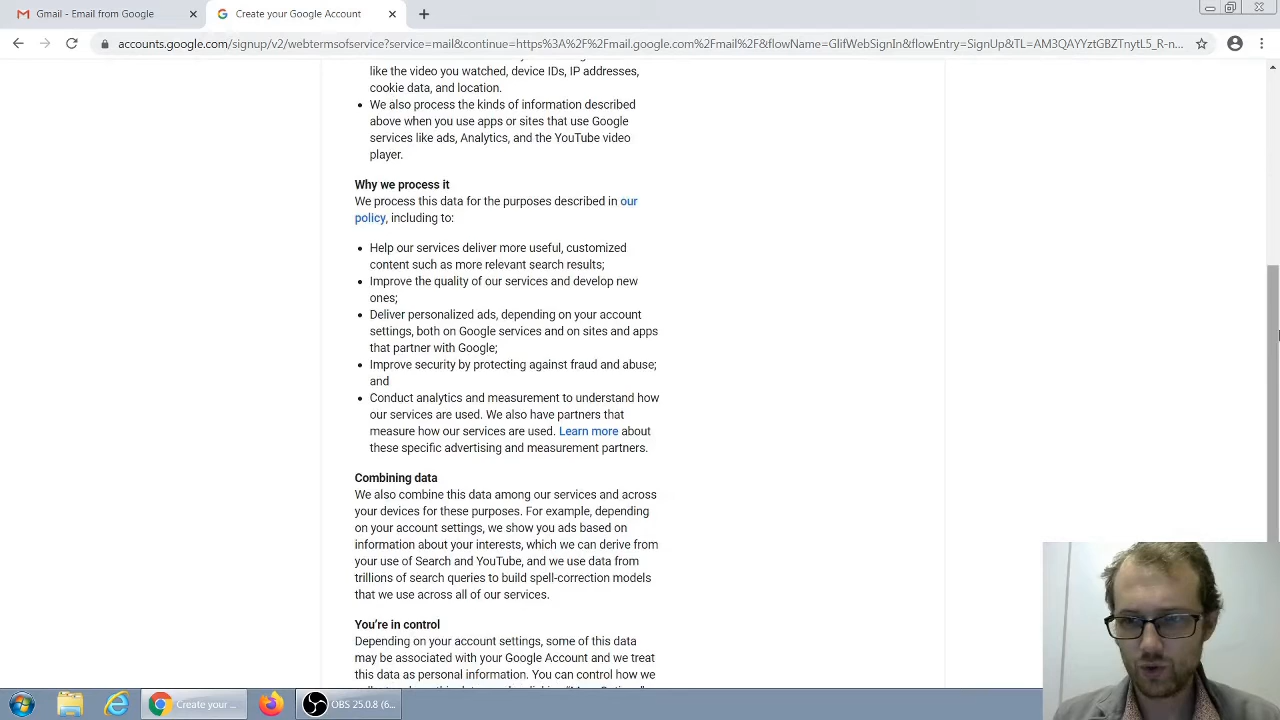 Gmail - Email from Google
Create your Google Account
accounts.google.com/signup/v2/webtermsofservice?service=mail&continue=https%3A%2F%2Fmail.google.com%2Fmail%2F&flowName=GlifWebSignIn&flowEntry=SignUp&TL=AM3QAYYztGBZTnytL5_R-n...
like the video you watched, device IDs, IP addresses,
cookie data, and location.
• We also process the kinds of information described
above when you use apps or sites that use Google
services like ads, Analytics, and the YouTube video
player.
Why we process it
We process this data for the purposes described in our
policy, including to:
• Help our services deliver more useful, customized
content such as more relevant search results;
• Improve the quality of our services and develop new
ones;
• Deliver personalized ads, depending on your account
settings, both on Google services and on sites and apps
that partner with Google;
• Improve security by protecting against fraud and abuse;
and
• Conduct analytics and measurement to understand how
our services are used. We also have partners that
measure how our services are used. Learn more about
these specific advertising and measurement partners.
Combining data
We also combine this data among our services and across
your devices for these purposes. For example, depending
on your account settings, we show you ads based on
information about your interests, which we can derive from
your use of Search and YouTube, and we use data from
trillions of search queries to build spell-correction models
that we use across all of our services.
You're in control
Depending on your account settings, some of this data
may be associated with your Google Account and we treat
this data as personal information. You can control how we
Create your ...
OBS 25.0.8 (6...